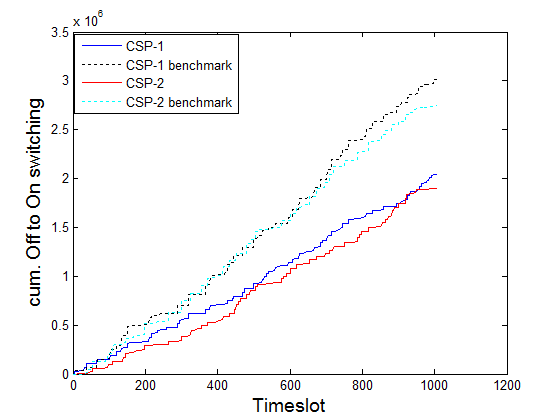 x 10^6
3.5
3
2.5
2
1.5
1
0.5
0
0
200
400
600
800
1000
1200
CSP-1
CSP-1 benchmark
CSP-2
CSP-2 benchmark
cum. Off to On switching
Timeslot